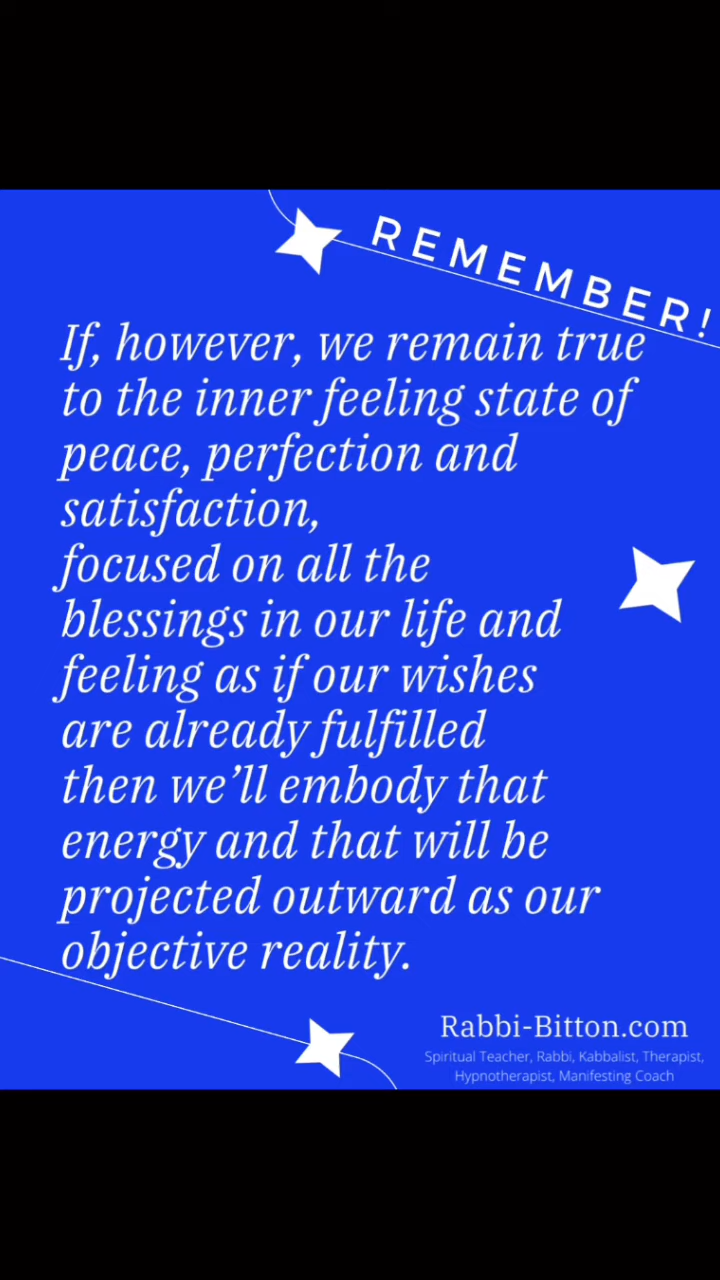 REMEMBER!
If, however, we remain true
to the inner feeling state of
peace, perfection and
satisfaction,
focused on all the
blessings in our life and
feeling as if our wishes
are already fulfilled
then we’ll embody that
energy and that will be
projected outward as our
objective reality.
Rabbi-Bitton.com
Spiritual Teacher, Rabbi, Kabbalist, Therapist,
Hypnotherapist, Manifesting Coach